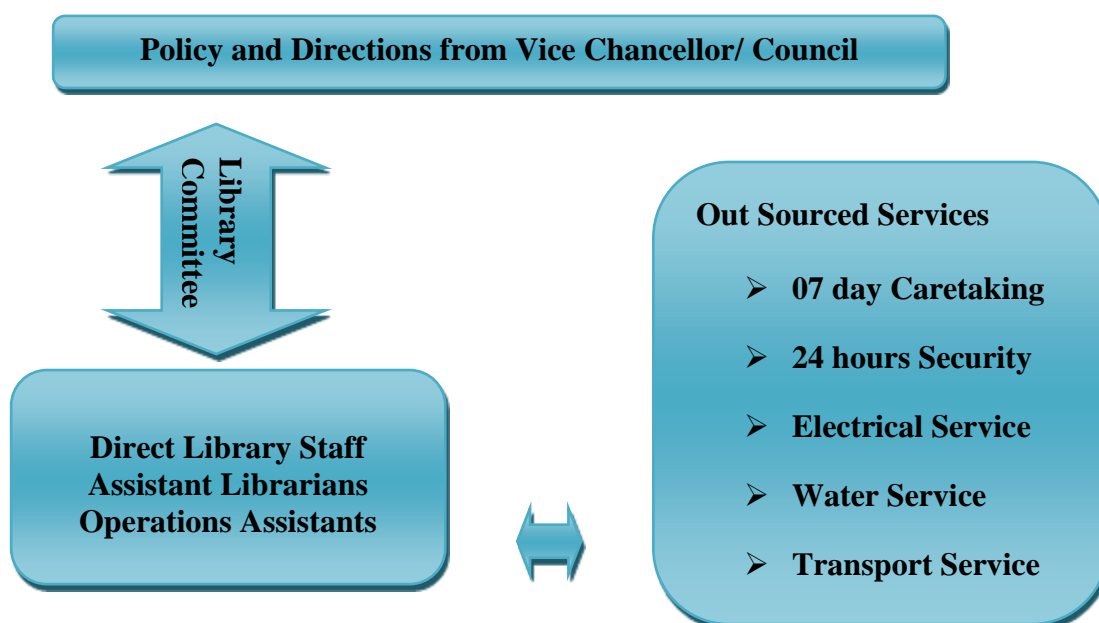 Policy and Directions from Vice Chancellor/ Council
Library
Committee
Direct Library Staff
Assistant Librarians
Operations Assistants
Out Sourced Services
➢ 07 day Caretaking
➢ 24 hours Security
➢ Electrical Service
➢ Water Service
➢ Transport Service